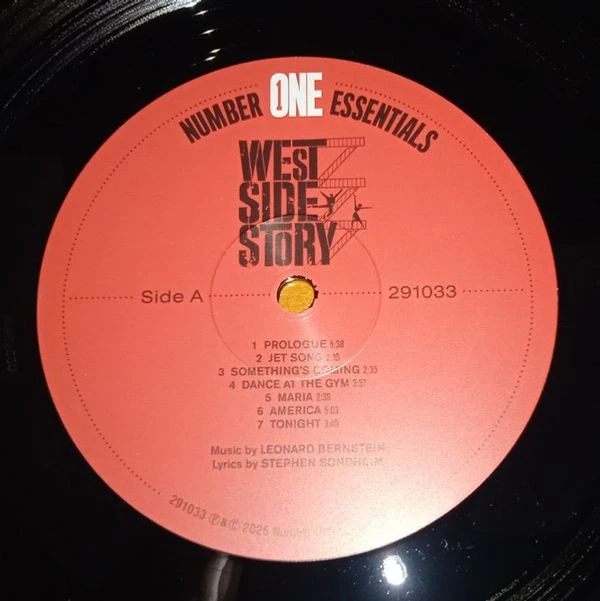 NUMBER ONE ESSENTIALS
WEST
SIDE
STORY
Side A
291033
1 PROLOGUE 5:38
2 JET SONG 2:10
3 SOMETHING'S COMING 2:35
4 DANCE AT THE GYM 3:37
5 MARIA 2:38
6 AMERICA 5:03
7 TONIGHT 3:49
Music by LEONARD BERNSTEIN
Lyrics by STEPHEN SONDHEIM
291033 ℗ & © 2025 Number